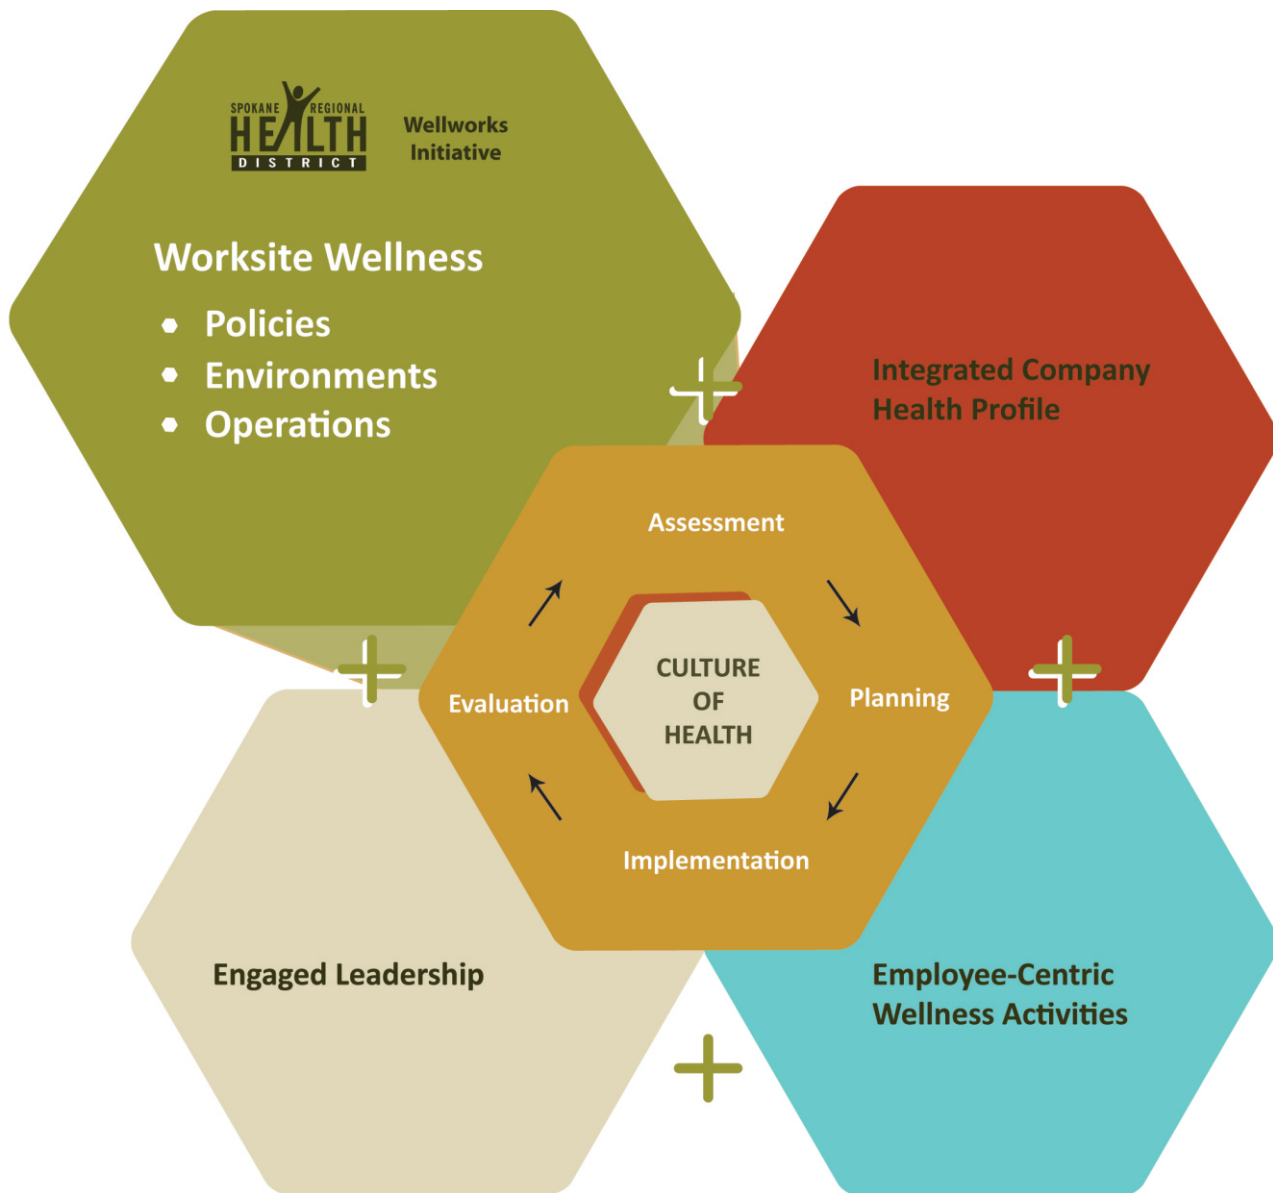 SPOKANE REGIONAL
HEALTH
DISTRICT
Wellworks
Initiative
Worksite Wellness
Policies
Environments
Operations
Integrated Company
Health Profile
Assessment
Planning
Implementation
Evaluation
CULTURE
OF
HEALTH
Engaged Leadership
Employee-Centric
Wellness Activities